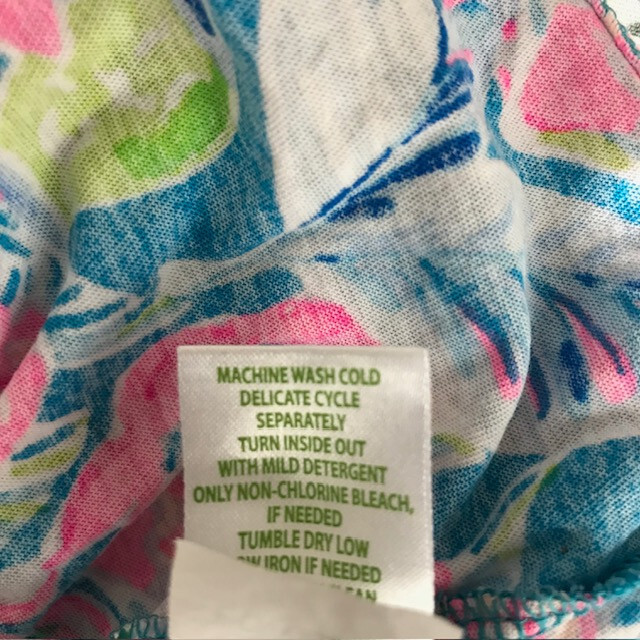 MACHINE WASH COLD
DELICATE CYCLE
SEPARATELY
TURN INSIDE OUT
WITH MILD DETERGENT
ONLY NON-CHLORINE BLEACH,
IF NEEDED
TUMBLE DRY LOW
IRON IF NEEDED